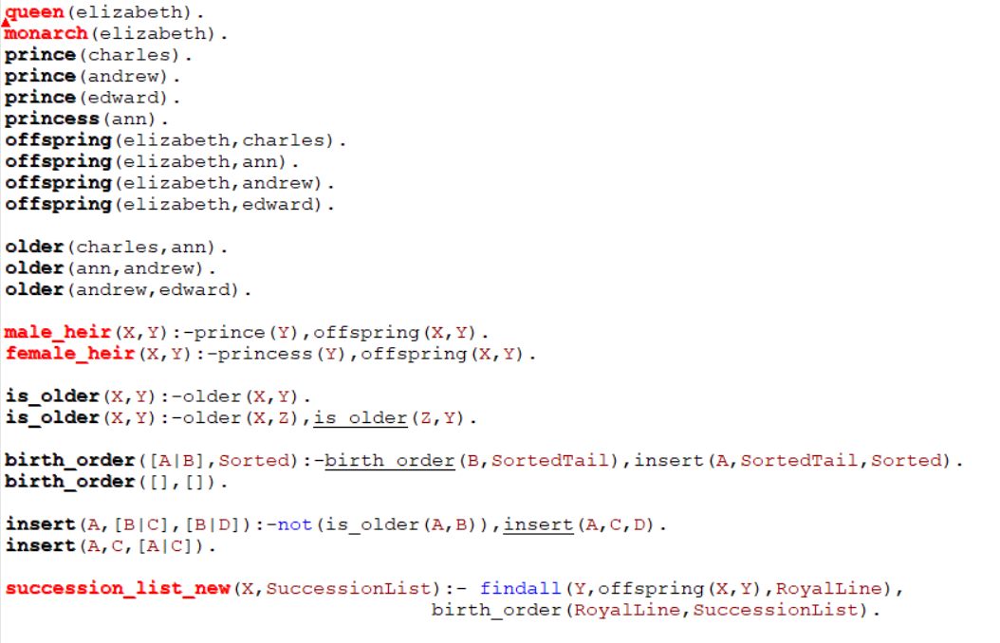 queen(elizabeth).
monarch(elizabeth).
prince(charles).
prince(andrew).
prince(edward).
princess(ann).
offspring(elizabeth,charles).
offspring(elizabeth,ann).
offspring(elizabeth,andrew).
offspring(elizabeth,edward).
older(charles,ann).
older(ann,andrew).
older(andrew,edward).
male_heir(X,Y):-prince(Y),offspring(X,Y).
female_heir(X,Y):-princess(Y),offspring(X,Y).
is_older(X,Y):-older(X,Y).
is_older(X,Y):-older(X,Z),is_older(Z,Y).
birth_order([A|B],Sorted):-birth_order(B,SortedTail),insert(A,SortedTail,Sorted).
birth_order([],[]).
insert(A,[B|C],[B|D]):-not(is_older(A,B)),insert(A,C,D).
insert(A,C,[A|C]).
succession_list_new(X,SuccessionList):- findall(Y,offspring(X,Y),RoyalLine),
birth_order(RoyalLine,SuccessionList).